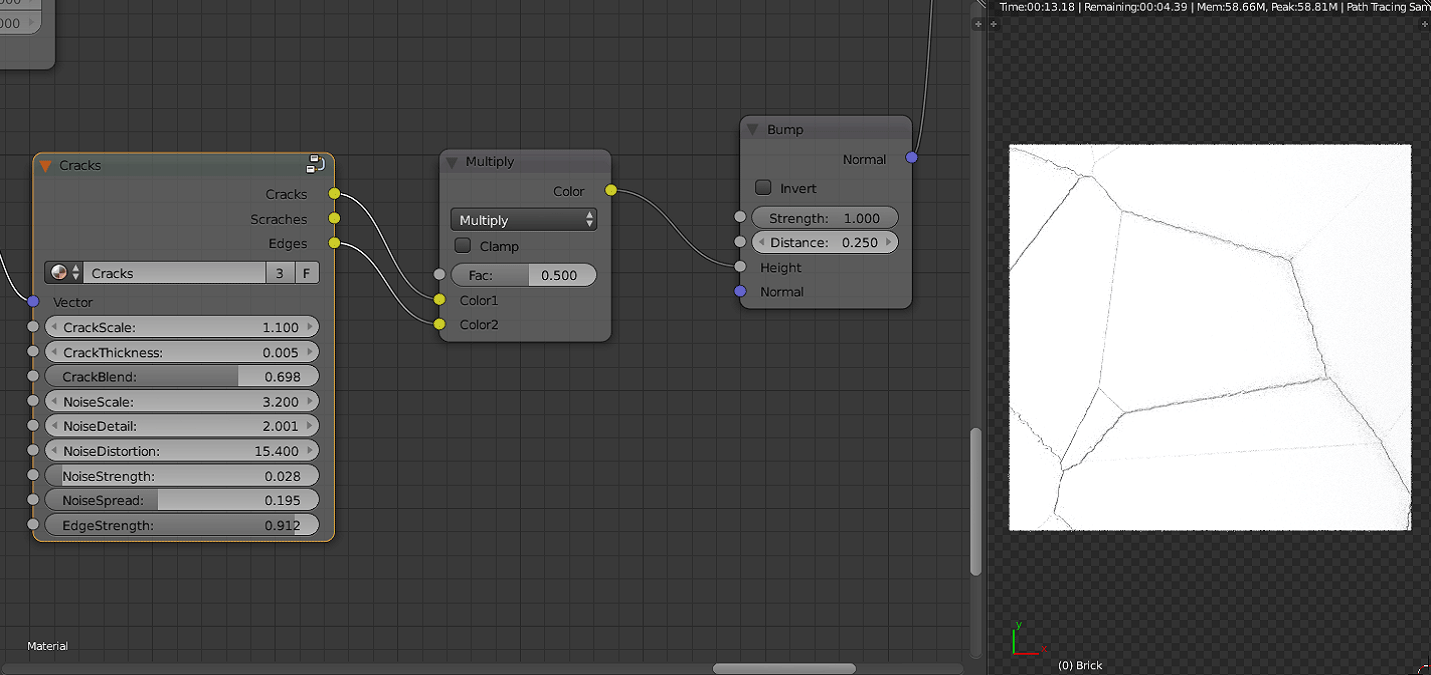 000
Time:00:13.18 | Remaining:00:04.39 | Mem:58.66M, Peak:58.81M | Path Tracing Sam
Bump
Normal
Invert
Strength: 1.000
Distance: 0.250
Height
Normal
Multiply
Color
Multiply
Clamp
Fac: 0.500
Color1
Color2
Cracks
Cracks
Scraches
Edges
Cracks 3 F
Vector
CrackScale: 1.100
CrackThickness: 0.005
CrackBlend: 0.698
NoiseScale: 3.200
NoiseDetail: 2.001
NoiseDistortion: 15.400
NoiseStrength: 0.028
NoiseSpread: 0.195
EdgeStrength: 0.912
Material
y
x
(0) Brick